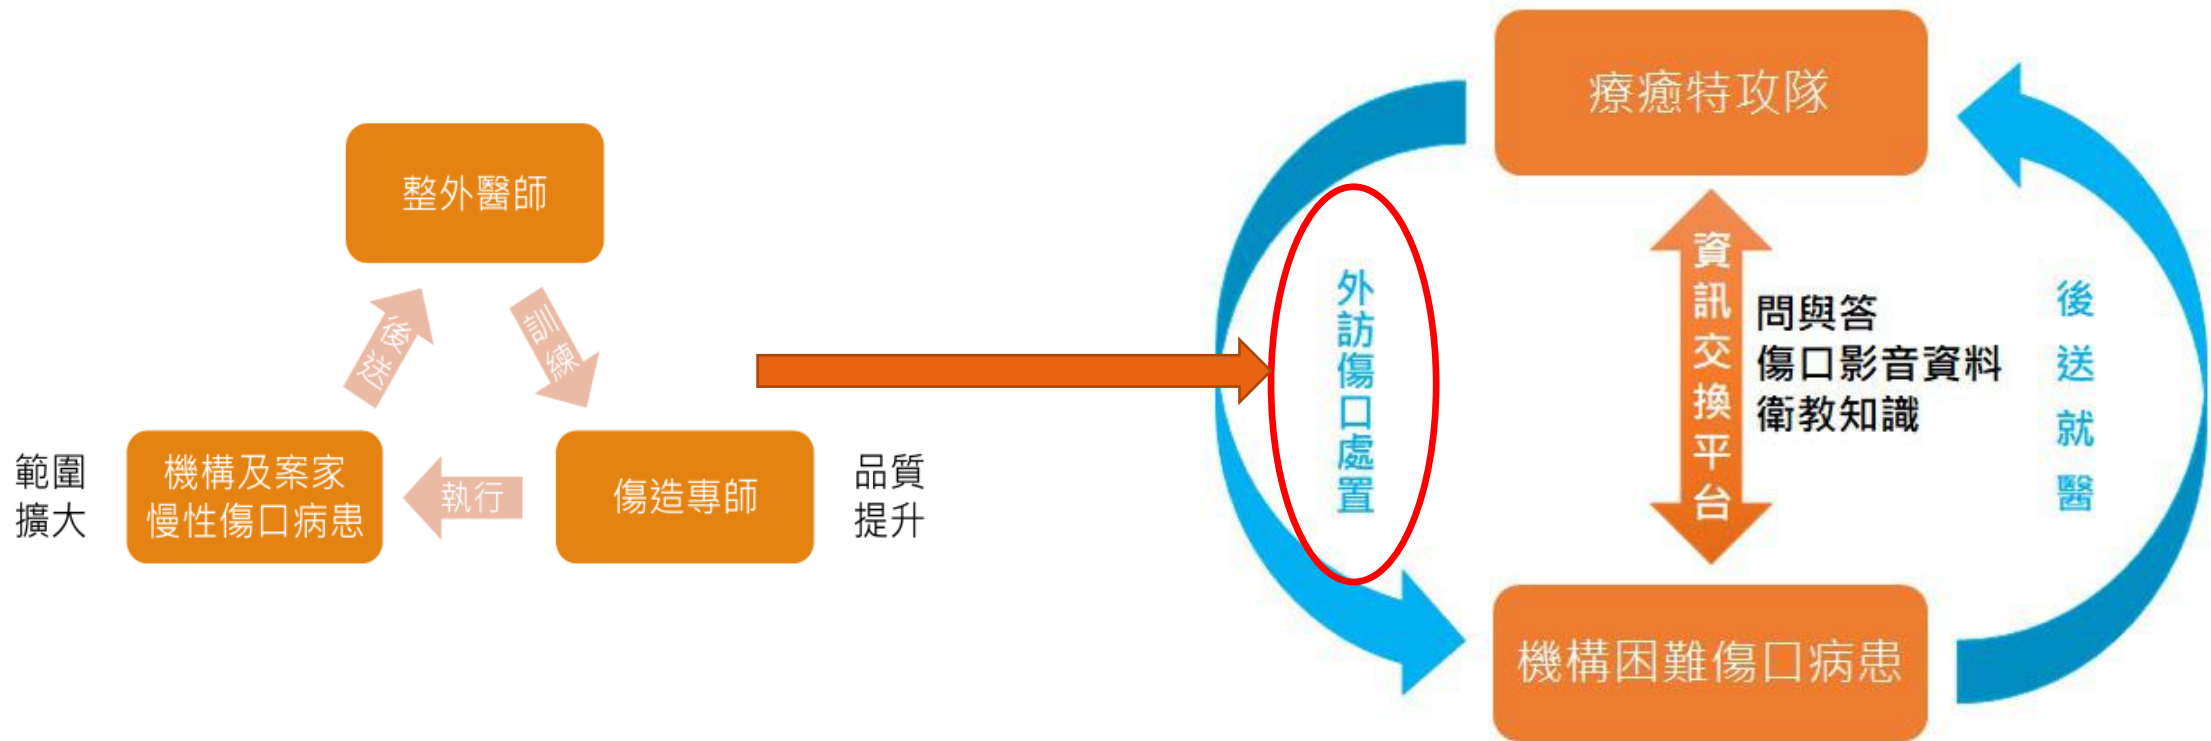 整外醫師
後送
訓練
範圍
擴大
機構及案家
慢性傷口病患
執行
傷造專師
品質
提升
療癒特攻隊
外訪傷口處置
資訊交換平台
問與答
傷口影音資料
衛教知識
後送就醫
機構困難傷口病患